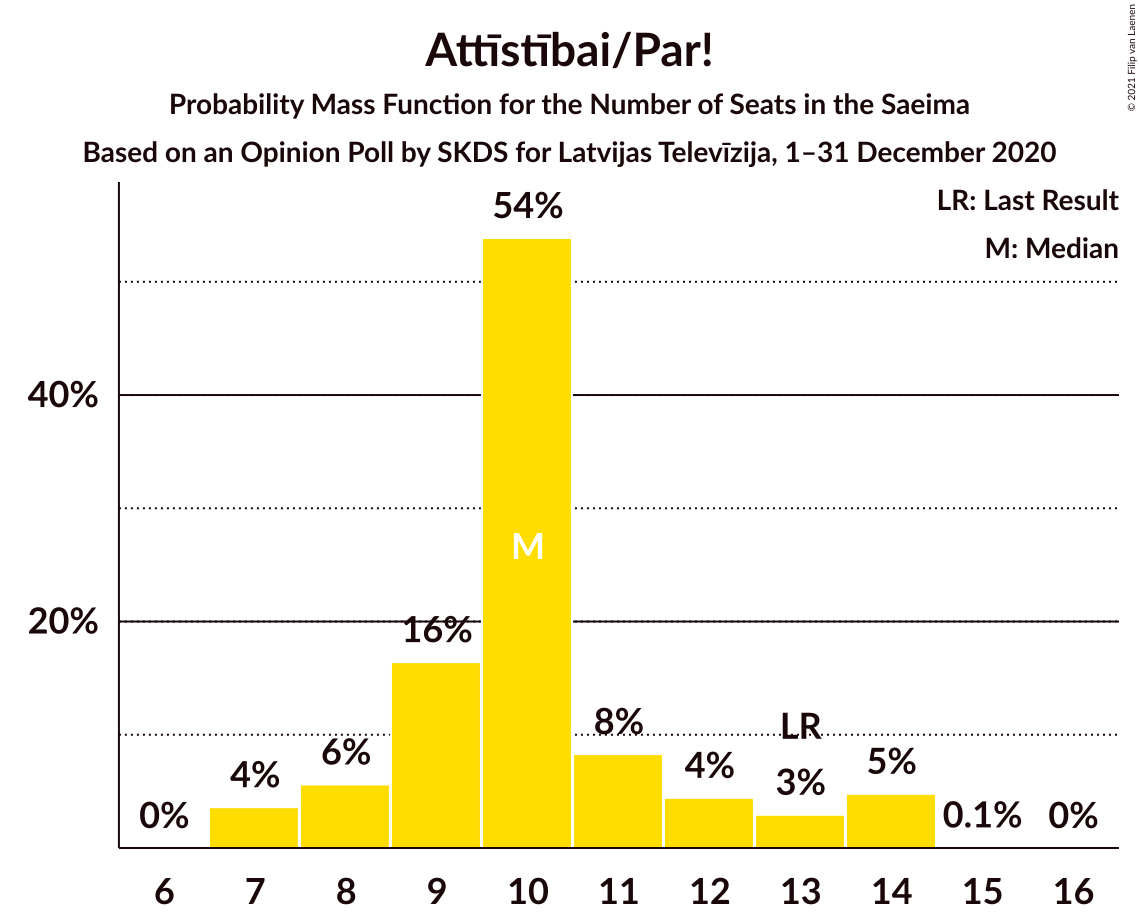 Attīstībai/Par!
Probability Mass Function for the Number of Seats in the Saeima
Based on an Opinion Poll by SKDS for Latvijas Televīzija, 1–31 December 2020
© 2021 Filip van Laenen
LR: Last Result
M: Median
54%
40%
M
20%
16%
LR
8%
6%
5%
4%
4%
3%
0%
0.1%
0%
6 7 8 9 10 11 12 13 14 15 16